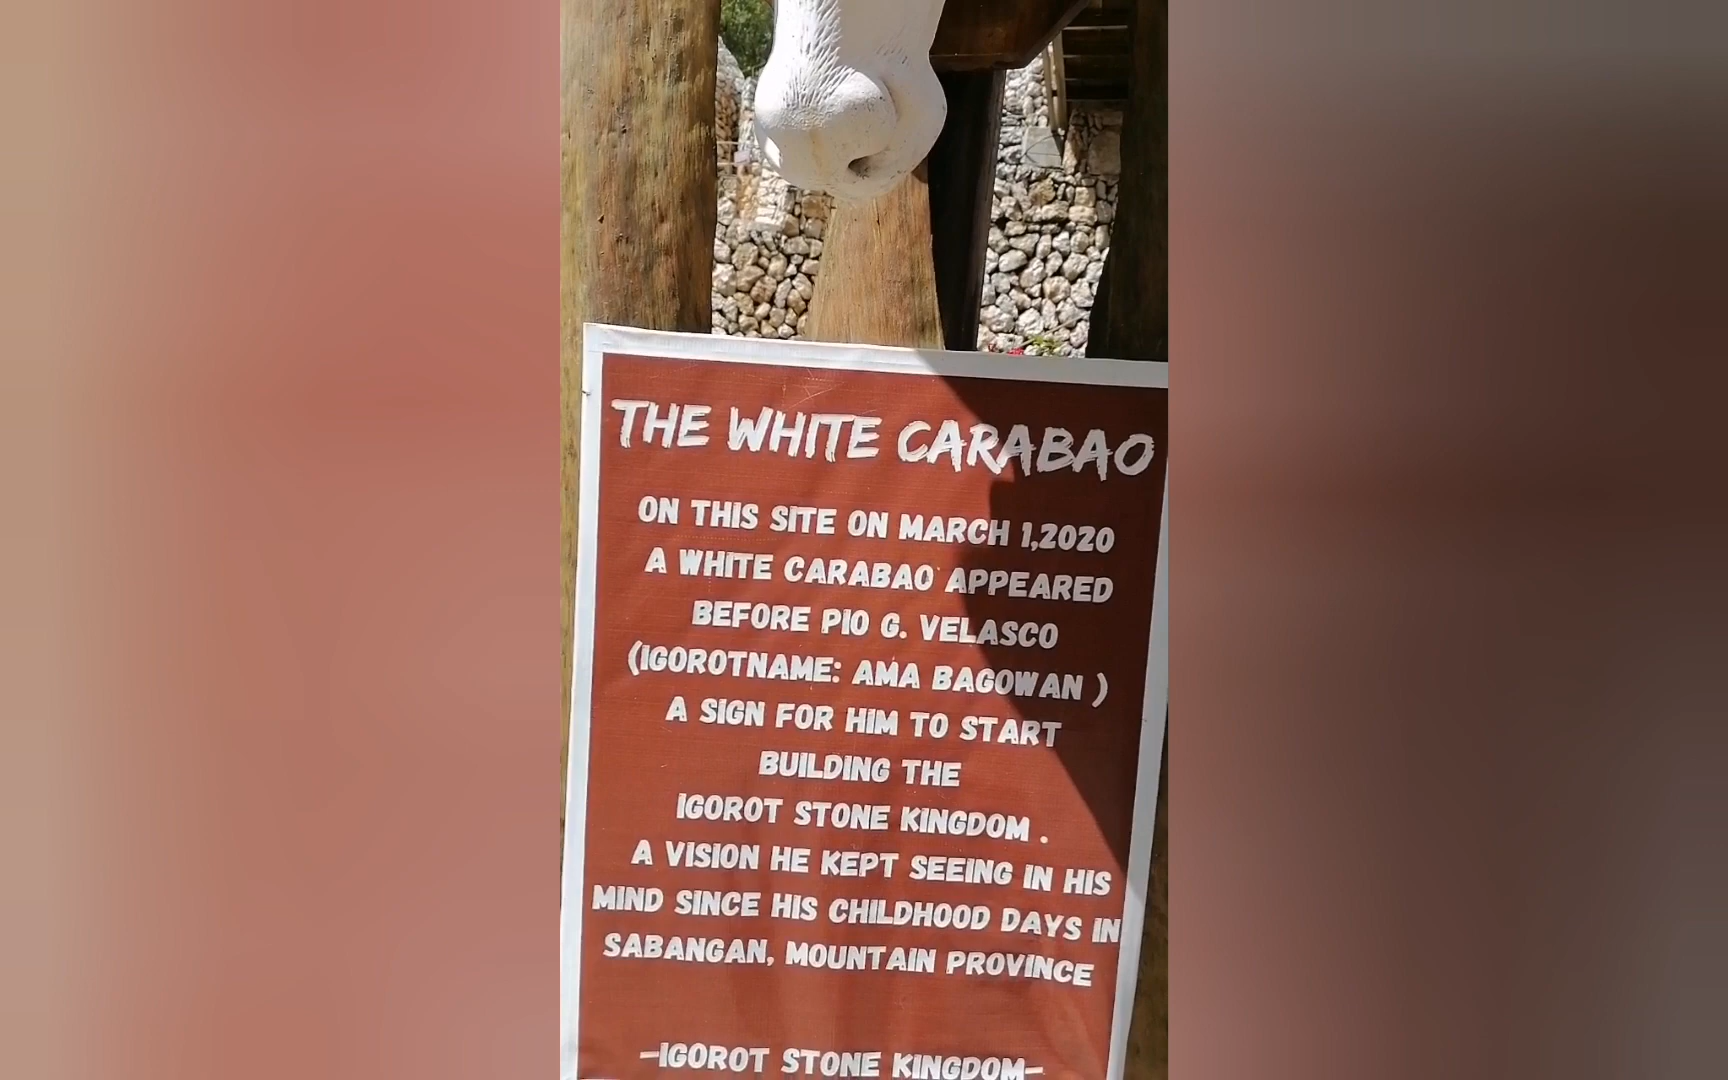 THE WHITE CARABAO
ON THIS SITE ON MARCH 1,2020
A WHITE CARABAO APPEARED
BEFORE PIO G. VELASCO
(IGOROTNAME: AMA BAGOWAN )
A SIGN FOR HIM TO START
BUILDING THE
IGOROT STONE KINGDOM .
A VISION HE KEPT SEEING IN HIS
MIND SINCE HIS CHILDHOOD DAYS IN
SABANGAN, MOUNTAIN PROVINCE
-IGOROT STONE KINGDOM-